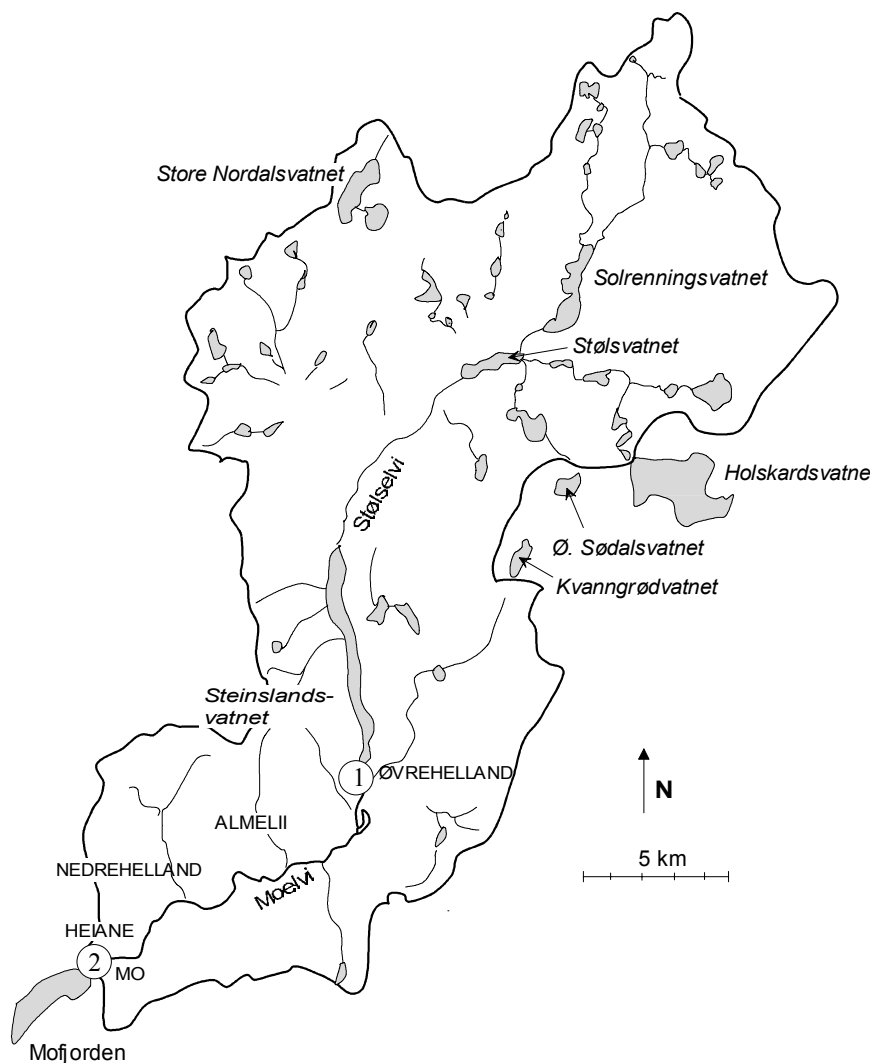 Store Nordalsvatnet
Solrenningsvatnet
Stølsvatnet
Holskardsvatne
Stølselvi
Ø. Sødalsvatnet
Kvanngrødvatnet
Steinslands-
vatnet
1 ØVREHELLAND
N
ALMELII
5 km
NEDREHELLAND
Moelvi
HEIANE
2 MO
Mofjorden